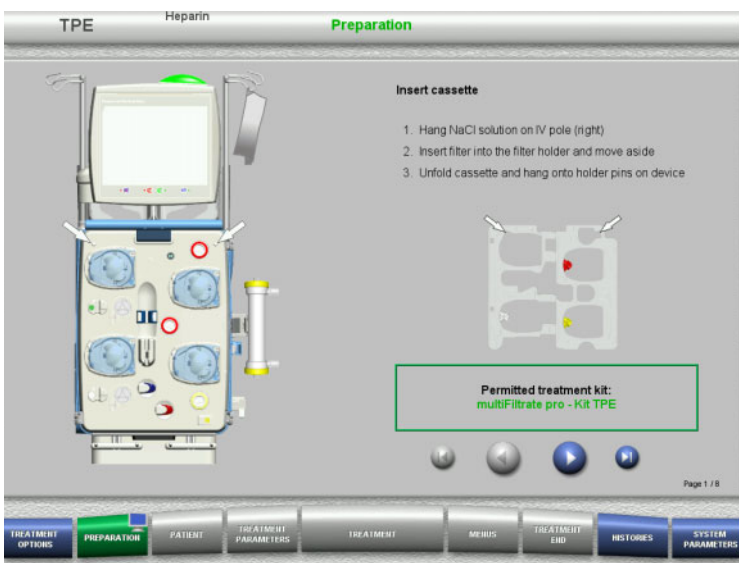 TPE
Heparin
Preparation
Insert cassette
1. Hang NaCl solution on IV pole (right)
2. Insert filter into the filter holder and move aside
3. Unfold cassette and hang onto holder pins on device
Permitted treatment kit:
multiFiltrate pro - Kit TPE
Page 1 / 8
TREATMENT
OPTIONS
PREPARATION
PATIENT
TREATMENT
PARAMETERS
TREATMENT
MENUS
TREATMENT
END
HISTORIES
SYSTEM
PARAMETERS